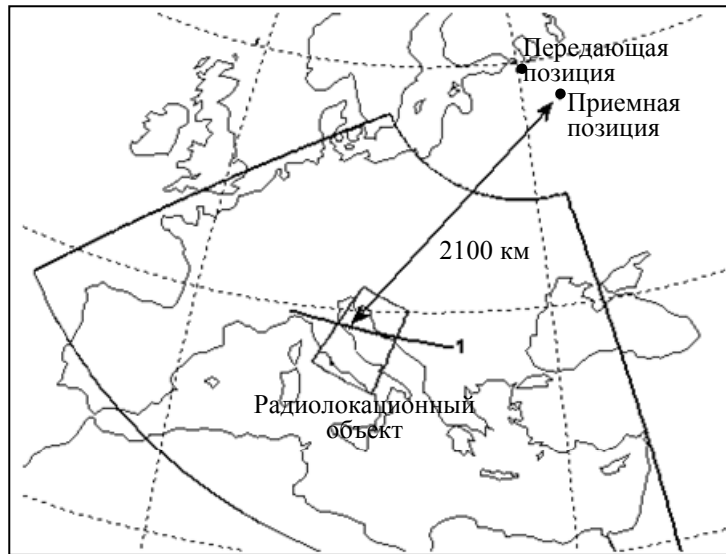 Передающая
позиция
Приемная
позиция
2100 км
1
Радиолокационный
объект